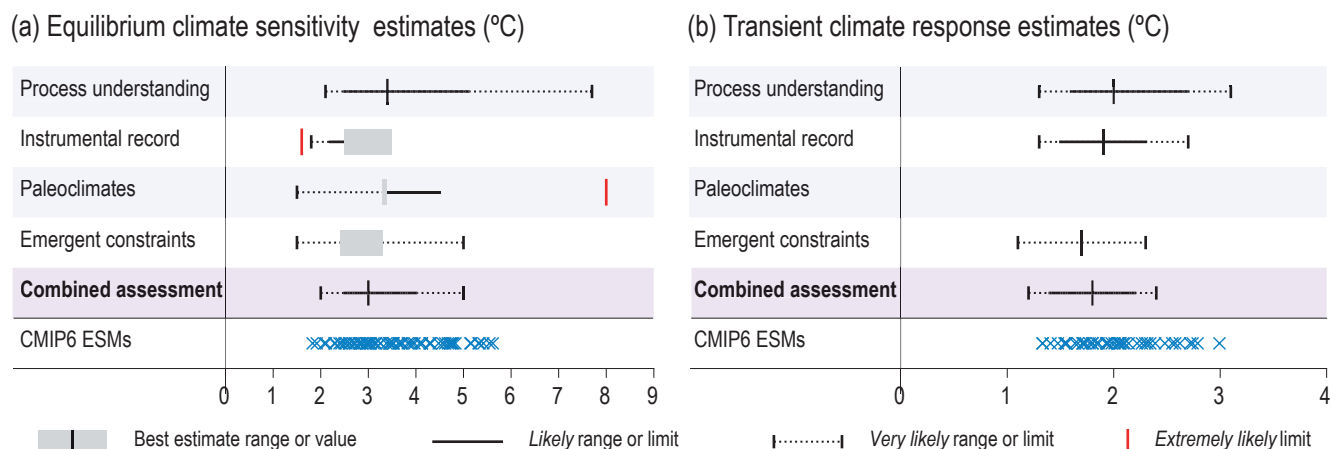 (a) Equilibrium climate sensitivity estimates (ºC)
Process understanding
Instrumental record
Paleoclimates
Emergent constraints
Combined assessment
CMIP6 ESMs
0 1 2 3 4 5 6 7 8 9
(b) Transient climate response estimates (ºC)
Process understanding
Instrumental record
Paleoclimates
Emergent constraints
Combined assessment
CMIP6 ESMs
0 1 2 3 4
Best estimate range or value
Likely range or limit
Very likely range or limit
Extremely likely limit